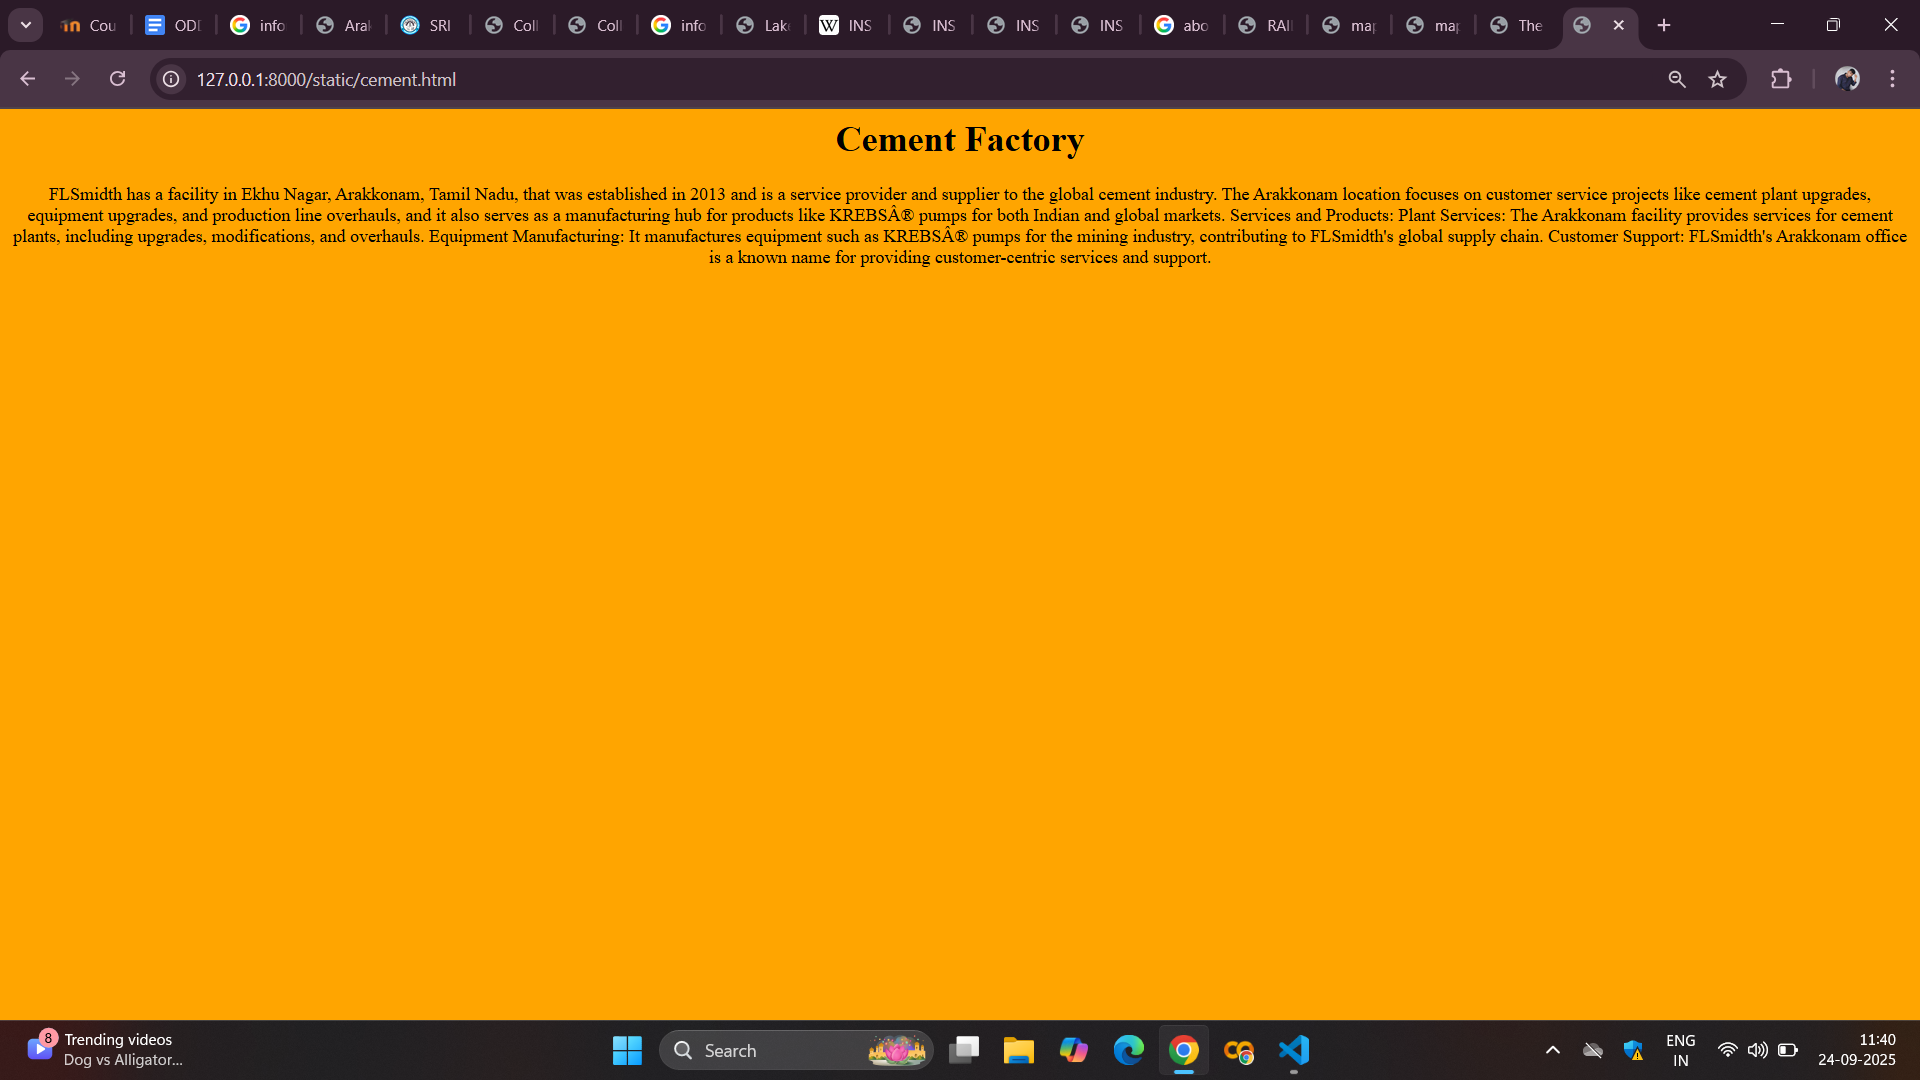 Cou ODD info Aral SRI Coll Coll info Lake INS INS INS INS abo RAI map map The
127.0.0.1:8000/static/cement.html
Cement Factory
FLSmidth has a facility in Ekhu Nagar, Arakkonam, Tamil Nadu, that was established in 2013 and is a service provider and supplier to the global cement industry. The Arakkonam location focuses on customer service projects like cement plant upgrades,
equipment upgrades, and production line overhauls, and it also serves as a manufacturing hub for products like KREBSÂ® pumps for both Indian and global markets. Services and Products: Plant Services: The Arakkonam facility provides services for cement
plants, including upgrades, modifications, and overhauls. Equipment Manufacturing: It manufactures equipment such as KREBSÂ® pumps for the mining industry, contributing to FLSmidth's global supply chain. Customer Support: FLSmidth's Arakkonam office
is a known name for providing customer-centric services and support.
8
Trending videos
Dog vs Alligator...
Search
ENG
IN
11:40
24-09-2025